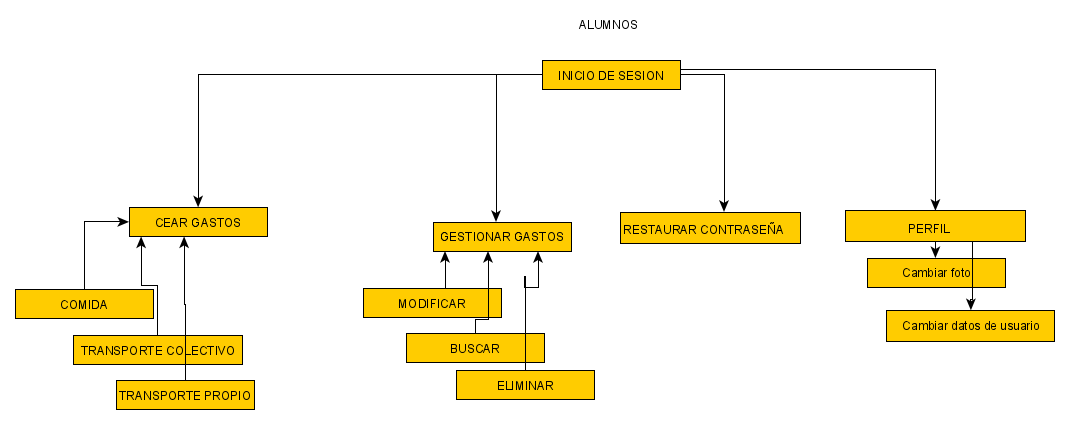 ALUMNOS
INICIO DE SESION
CEAR GASTOS
GESTIONAR GASTOS
RESTAURAR CONTRASEÑA
PERFIL
COMIDA
TRANSPORTE COLECTIVO
TRANSPORTE PROPIO
MODIFICAR
BUSCAR
ELIMINAR
Cambiar foto
Cambiar datos de usuario